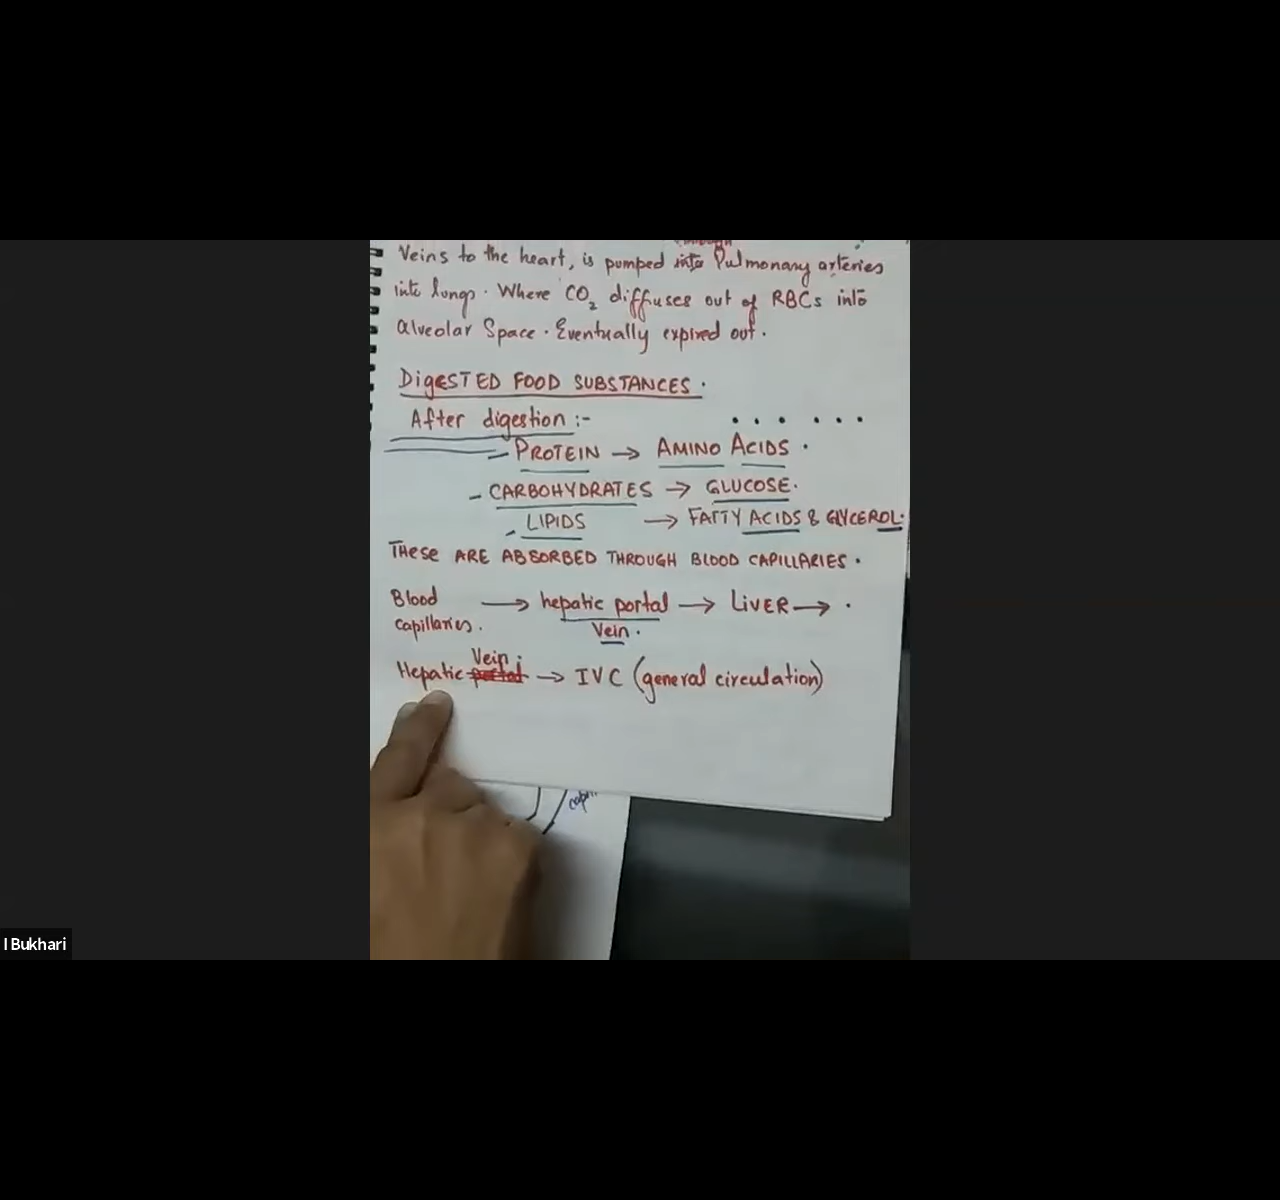 Veins to the heart, is pumped into Pulmonary arteries
into lungs. Where CO₂ diffuses out of RBCs into
alveolar Space. Eventually expired out.
DigESTED FOOD SUBSTANCES.
After digestion :-
PROTEIN → AMINO ACIDS.
- CARBOHYDRATES → GLUCOSE.
LIPIDS → FATTY ACIDS & GLYCEROL.
THese ARE ABSORBED THROUGH BLOOD CAPILLARIES.
Blood capillaries. → hepatic portal Vein. → LIVER → .
Hepatic Vein. → IVC (general circulation)
I Bukhari